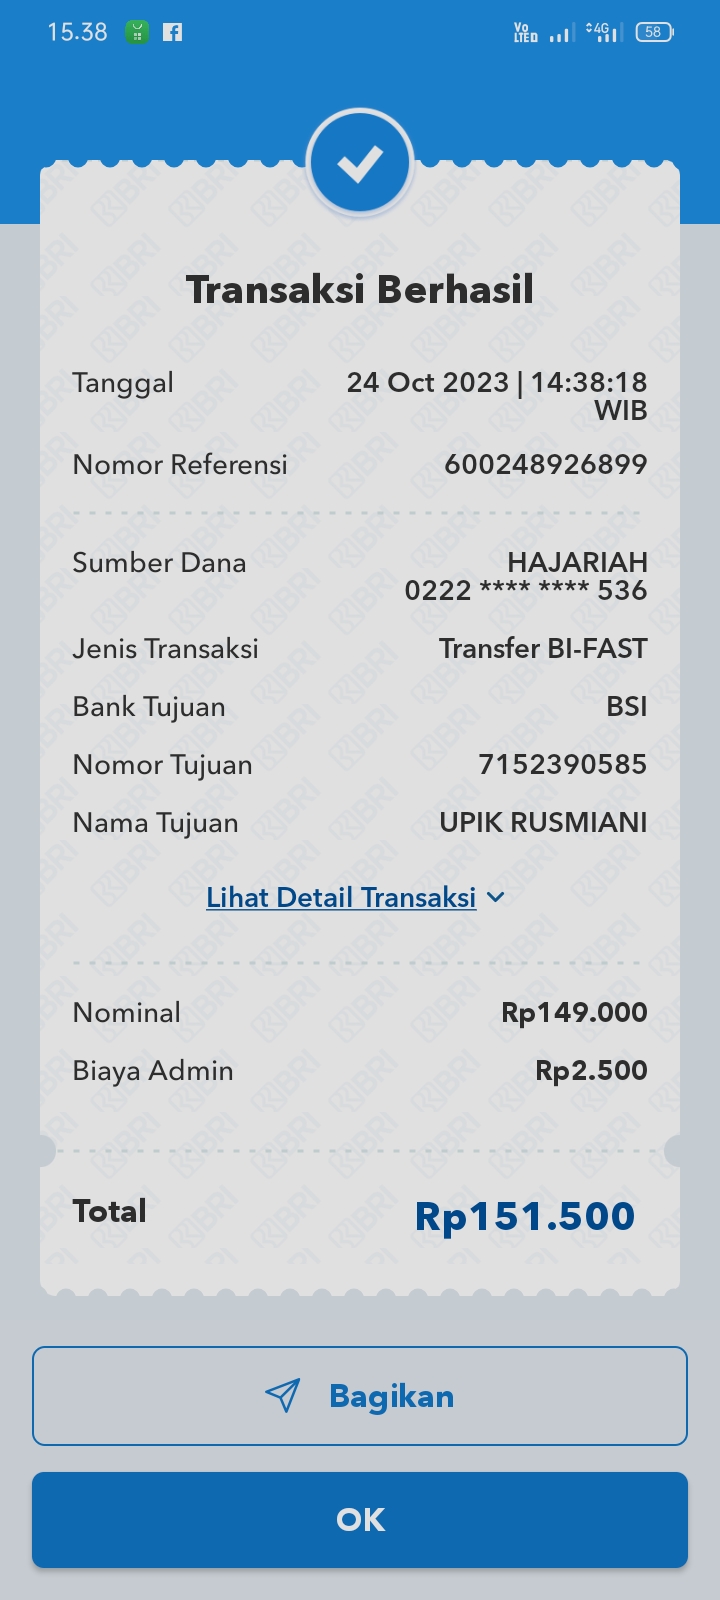 15.38
Vo
LTED
4G
58
Transaksi Berhasil
Tanggal
24 Oct 2023 | 14:38:18
WIB
Nomor Referensi
600248926899
Sumber Dana
HAJARIAH
0222 **** **** 536
Jenis Transaksi
Transfer BI-FAST
Bank Tujuan
BSI
Nomor Tujuan
7152390585
Nama Tujuan
UPIK RUSMIANI
Lihat Detail Transaksi
Nominal
Rp149.000
Biaya Admin
Rp2.500
Total
Rp151.500
Bagikan
OK